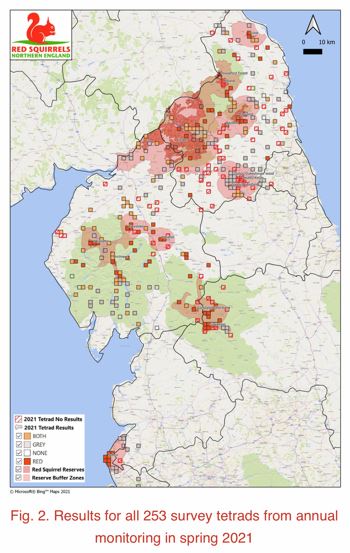 RED SQUIRRELS
NORTHERN ENGLAND
0 10 km
2021 Tetrad No Results
2021 Tetrad Results
BOTH
GREY
NONE
RED
Red Squirrel Reserves
Reserve Buffer Zones
© Microsoft® Bing™ Maps 2021
Fig. 2. Results for all 253 survey tetrads from annual
monitoring in spring 2021